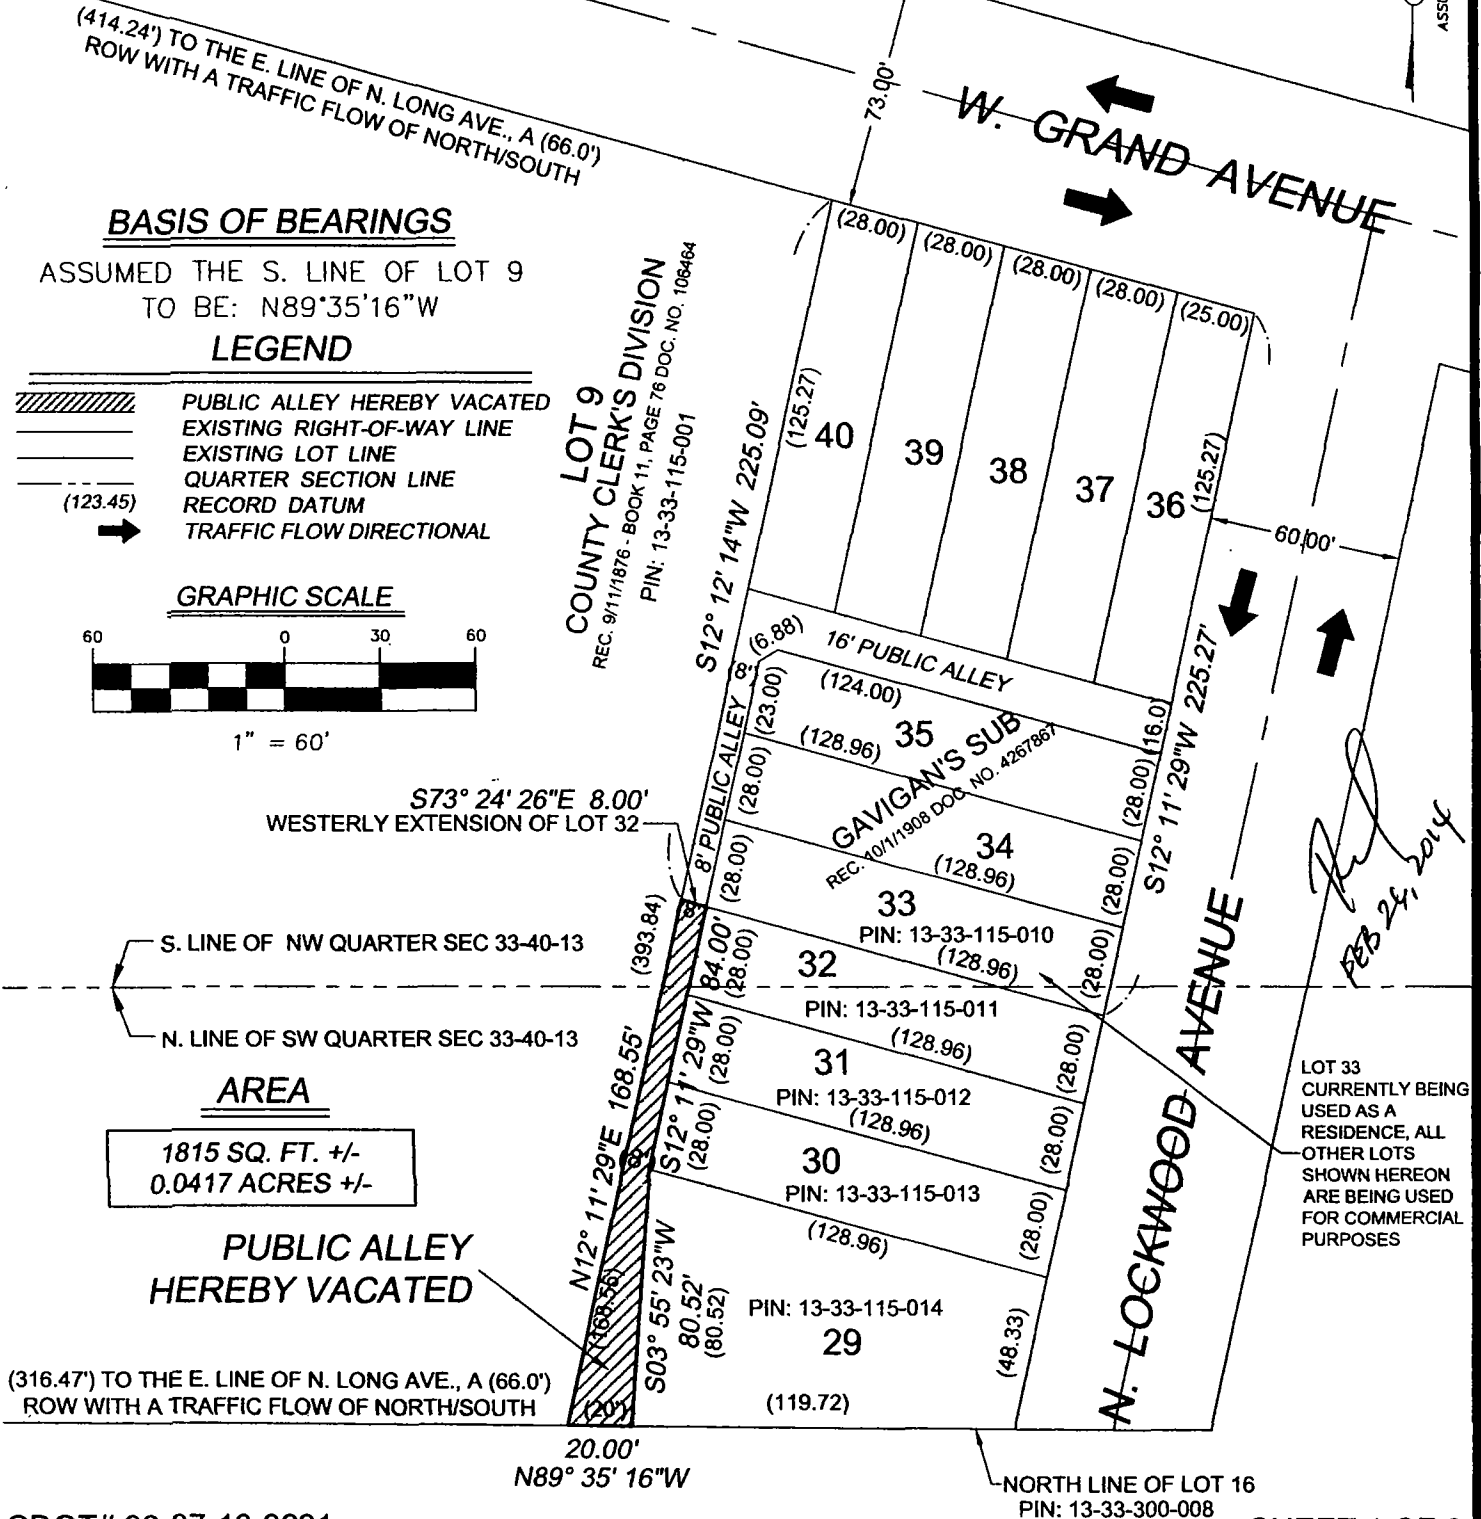 (414.24') TO THE E. LINE OF N. LONG AVE., A (66.0')
ROW WITH A TRAFFIC FLOW OF NORTH/SOUTH
73.00'
W. GRAND AVENUE
BASIS OF BEARINGS
ASSUMED THE S. LINE OF LOT 9
TO BE: N89°35'16"W
LEGEND
PUBLIC ALLEY HEREBY VACATED
EXISTING RIGHT-OF-WAY LINE
EXISTING LOT LINE
QUARTER SECTION LINE
(123.45) RECORD DATUM
TRAFFIC FLOW DIRECTIONAL
GRAPHIC SCALE
60 0 30 60
1" = 60'
LOT 9
COUNTY CLERK'S DIVISION
REC. 9/11/1876 - BOOK 11, PAGE 76 DOC. NO. 106464
PIN: 13-33-115-001
(28.00) (28.00) (28.00) (28.00) (25.00)
(125.27)
40
39
38
37
36
(125.27)
60.00'
S12° 12' 14"W 225.09'
(6.88)
16' PUBLIC ALLEY
(8')
(23.00)
(124.00)
(16.0)
35
(128.96)
8' PUBLIC ALLEY
GAVIGAN'S SUB
REC. 10/1/1908 DOC. NO. 4267867
S12° 11' 29"W 225.27'
(28.00)
(28.00)
34
(128.96)
(28.00)
(28.00)
33
PIN: 13-33-115-010
(128.96)
S73° 24' 26"E 8.00'
WESTERLY EXTENSION OF LOT 32
(393.84)
S. LINE OF NW QUARTER SEC 33-40-13
N. LINE OF SW QUARTER SEC 33-40-13
32
(28.00)
(28.00)
PIN: 13-33-115-011
(128.96)
31
(28.00)
(28.00)
PIN: 13-33-115-012
(128.96)
30
(28.00)
(28.00)
PIN: 13-33-115-013
(128.96)
(28.00)
S12° 11' 29"W 84.00'
N12° 11' 29"E 168.55'
(168.55)
S03° 55' 23"W
80.52'
(80.52)
PIN: 13-33-115-014
29
(48.33)
(119.72)
N. LOCKWOOD AVENUE
FEB 24, 2014
LOT 33
CURRENTLY BEING
USED AS A
RESIDENCE, ALL
OTHER LOTS
SHOWN HEREON
ARE BEING USED
FOR COMMERCIAL
PURPOSES
AREA
1815 SQ. FT. +/-
0.0417 ACRES +/-
PUBLIC ALLEY
HEREBY VACATED
(316.47') TO THE E. LINE OF N. LONG AVE., A (66.0')
ROW WITH A TRAFFIC FLOW OF NORTH/SOUTH
(20')
20.00'
N89° 35' 16"W
NORTH LINE OF LOT 16
PIN: 13-33-300-008